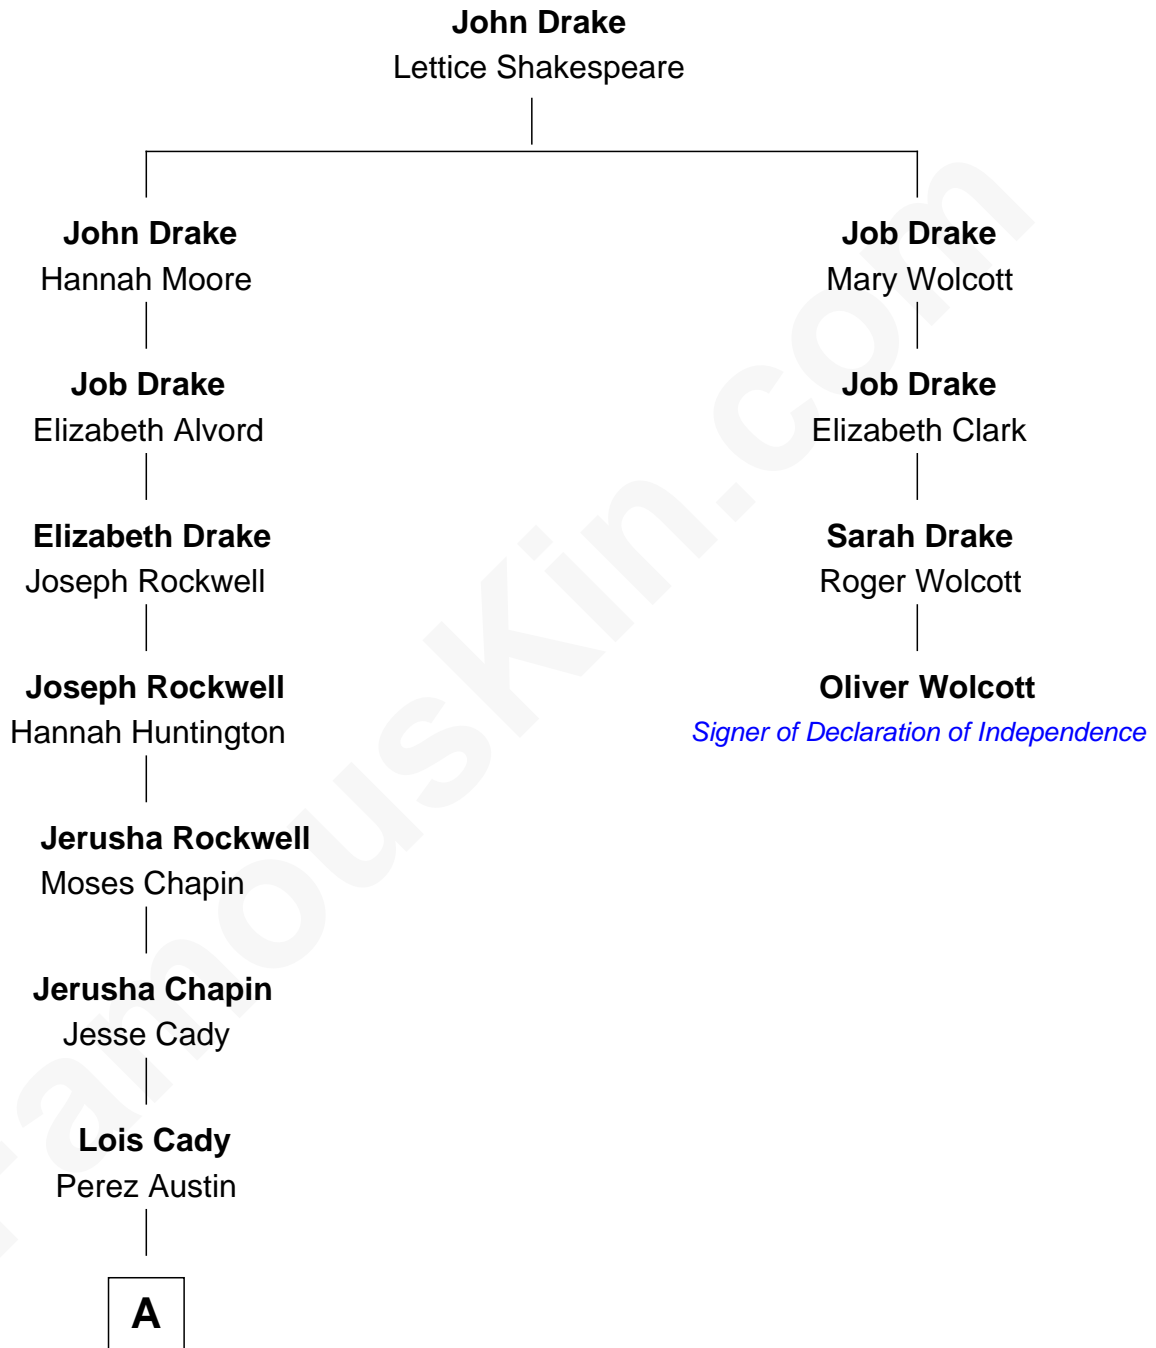 John Drake
Lettice Shakespeare
John Drake
Hannah Moore
Job Drake
Elizabeth Alvord
Elizabeth Drake
Joseph Rockwell
Joseph Rockwell
Hannah Huntington
Jerusha Rockwell
Moses Chapin
Jerusha Chapin
Jesse Cady
Lois Cady
Perez Austin
A
Job Drake
Mary Wolcott
Job Drake
Elizabeth Clark
Sarah Drake
Roger Wolcott
Oliver Wolcott
Signer of Declaration of Independence
FamousKin.com